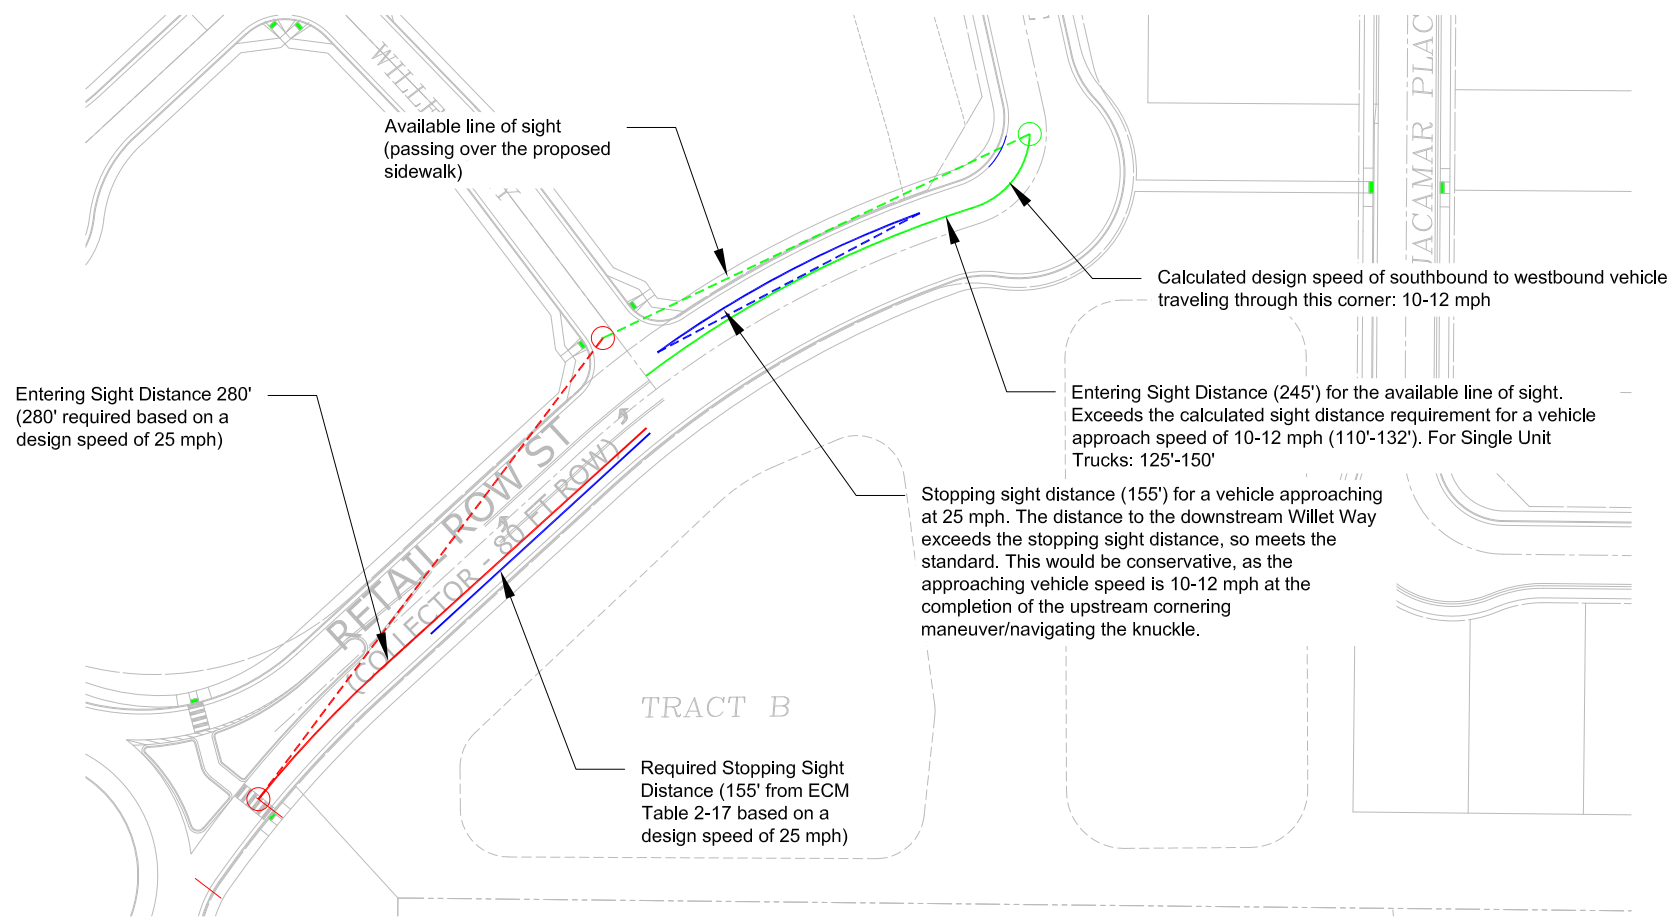 WILLE
Y
JACAMAR PLAC
Available line of sight
(passing over the proposed
sidewalk)
Calculated design speed of southbound to westbound vehicle
traveling through this corner: 10-12 mph
Entering Sight Distance 280'
(280' required based on a
design speed of 25 mph)
Entering Sight Distance (245') for the available line of sight.
Exceeds the calculated sight distance requirement for a vehicle
approach speed of 10-12 mph (110'-132'). For Single Unit
Trucks: 125'-150'
RETAIL ROW ST
(COLLECTOR - 80 FT ROW)
Stopping sight distance (155') for a vehicle approaching
at 25 mph. The distance to the downstream Willet Way
exceeds the stopping sight distance, so meets the
standard. This would be conservative, as the
approaching vehicle speed is 10-12 mph at the
completion of the upstream cornering
maneuver/navigating the knuckle.
TRACT B
Required Stopping Sight
Distance (155' from ECM
Table 2-17 based on a
design speed of 25 mph)